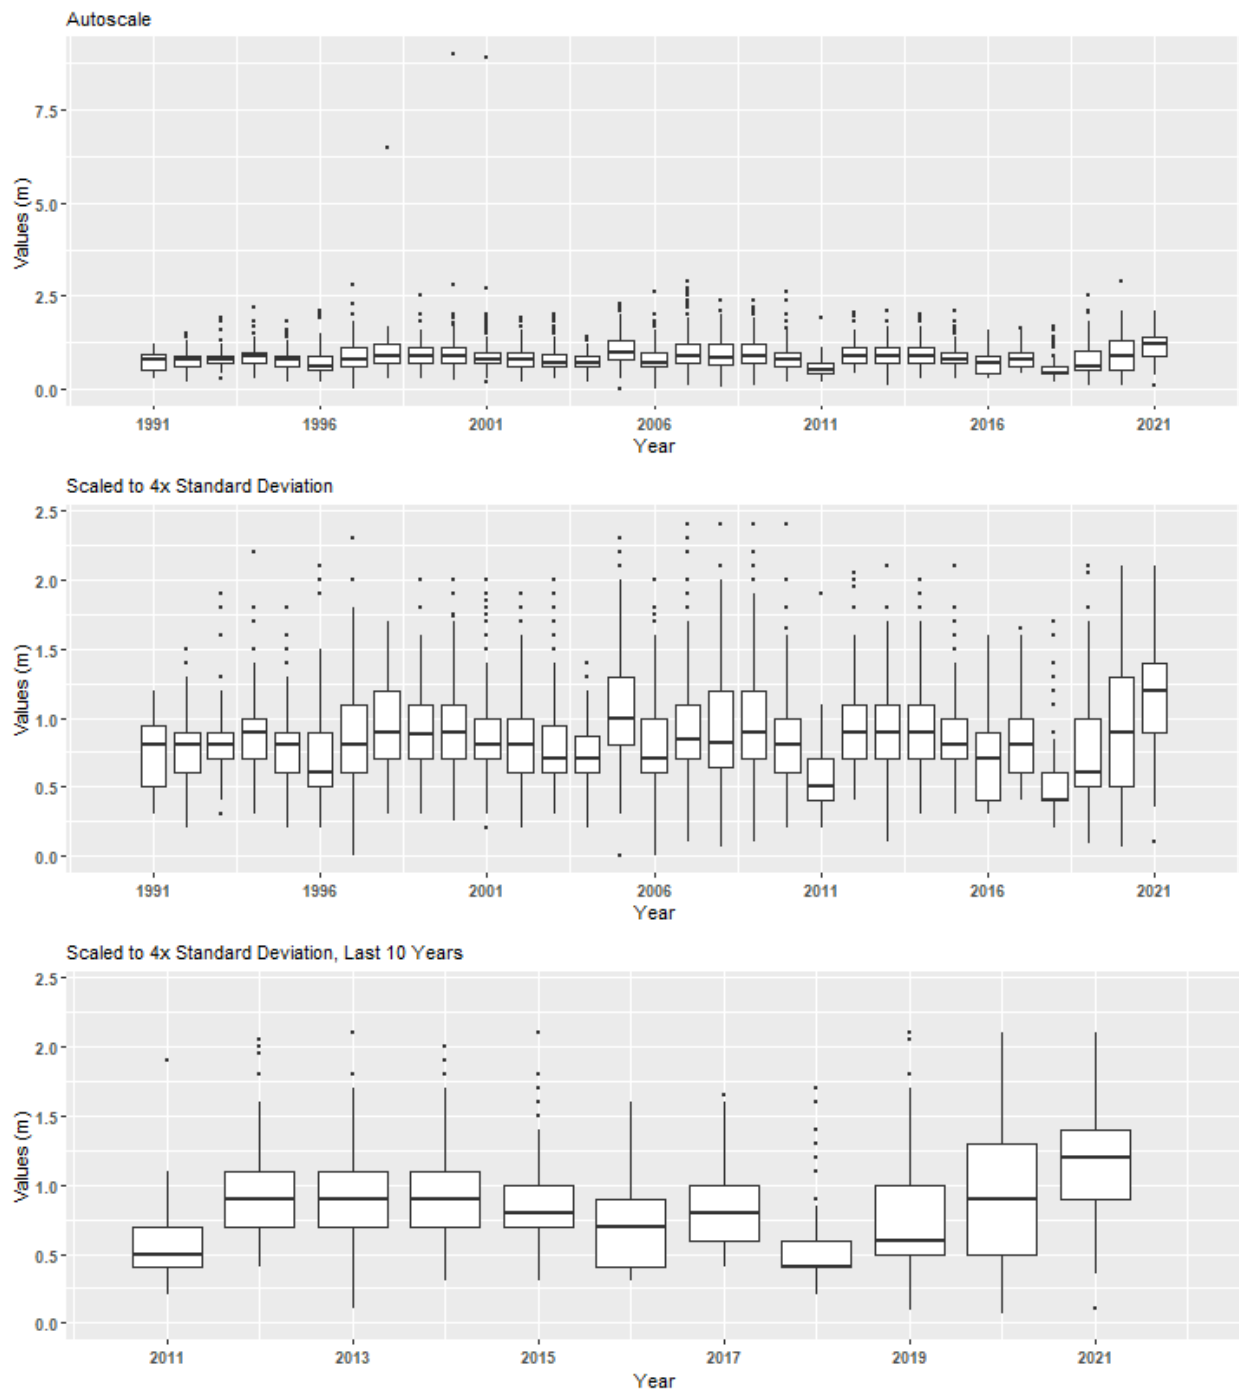 Autoscale
7.5
5.0
2.5
0.0
Values (m)
1991 1996 2001 2006 2011 2016 2021
Year
Scaled to 4x Standard Deviation
2.5
2.0
1.5
1.0
0.5
0.0
Values (m)
1991 1996 2001 2006 2011 2016 2021
Year
Scaled to 4x Standard Deviation, Last 10 Years
2.5
2.0
1.5
1.0
0.5
0.0
Values (m)
2011 2013 2015 2017 2019 2021
Year